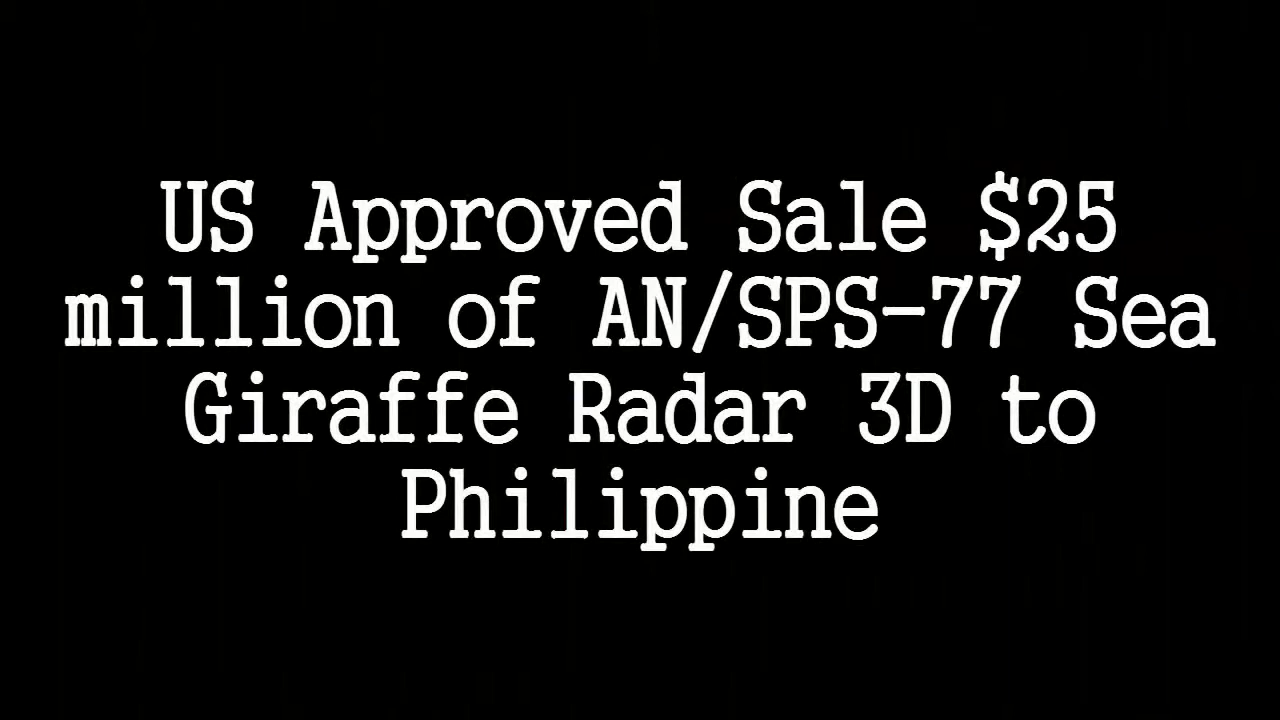 US Approved Sale $25
million of AN/SPS-77 Sea
Giraffe Radar 3D to
Philippine